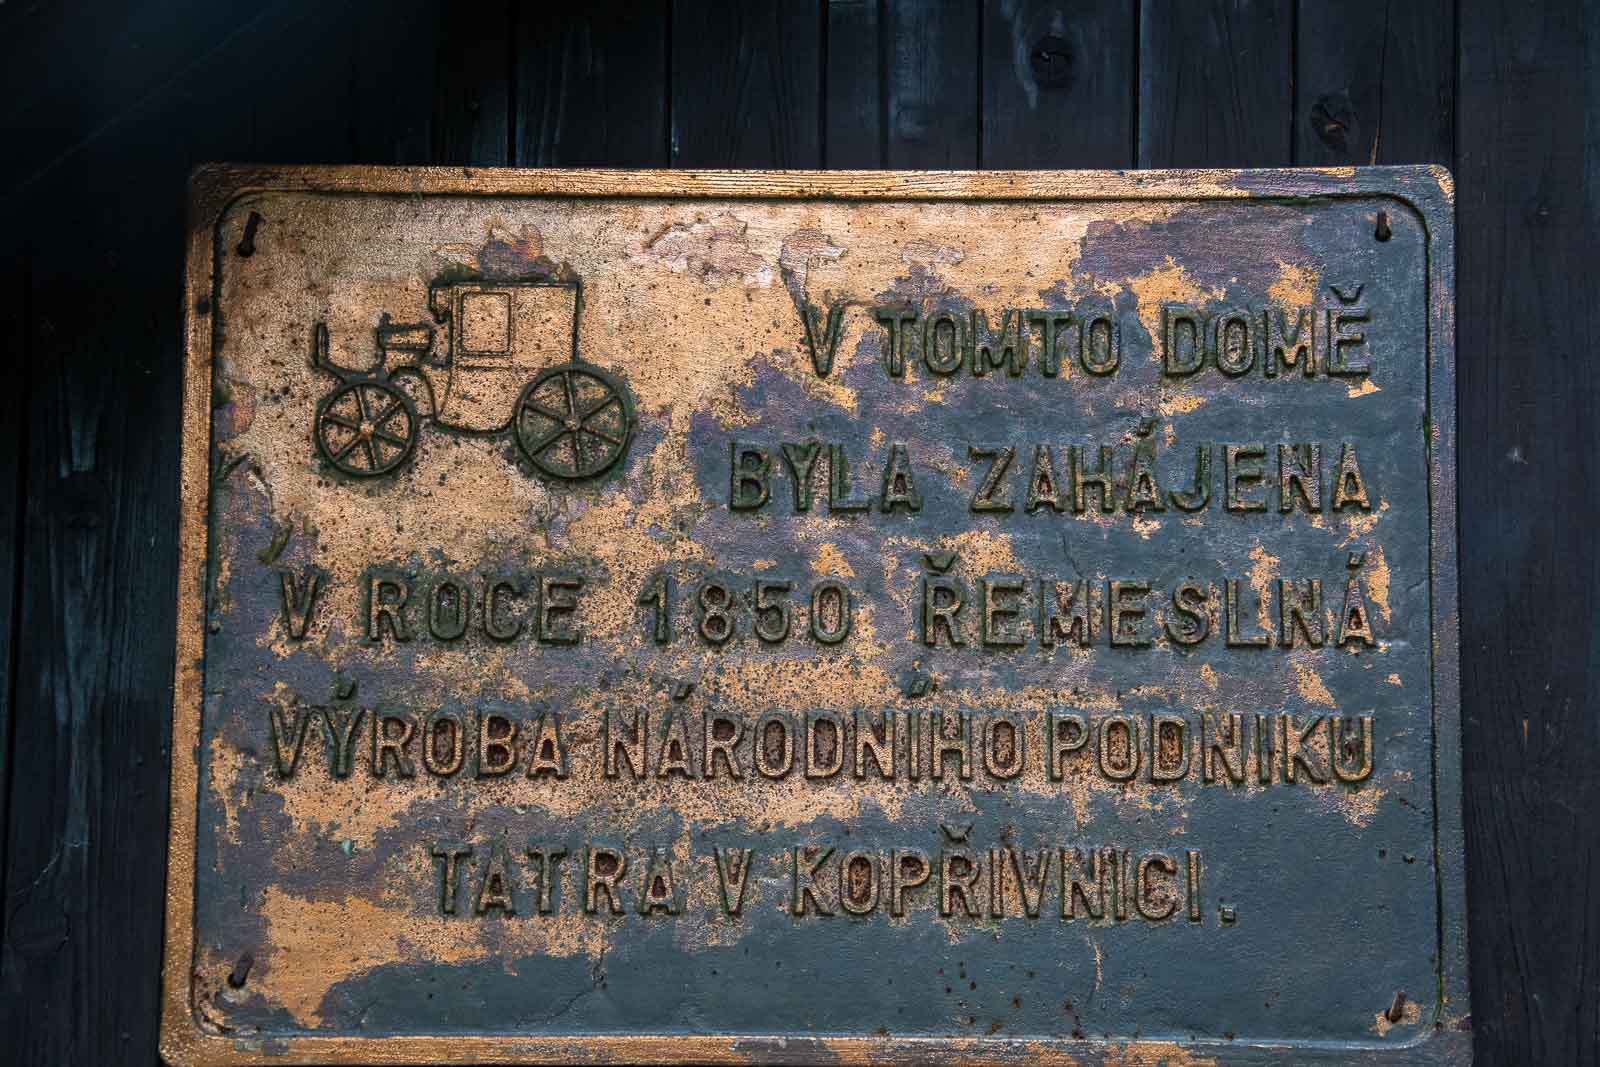 V TOMTO DOMĚ
BYLA ZAHÁJENA
V ROCE 1850 ŘEMESLNÁ
VÝROBA NÁRODNÍHO PODNIKU
TATRA V KOPŘIVNICI.